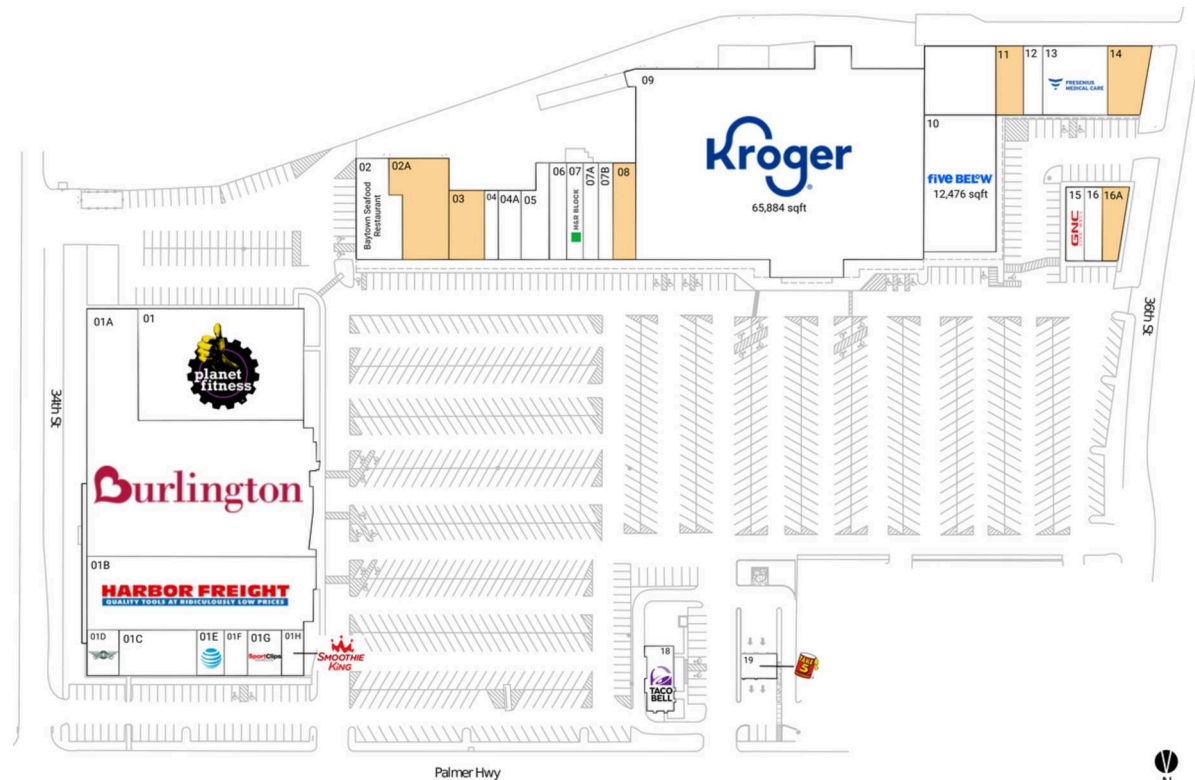 09
Kroger
65,884 sqft
10
five BEL°W
12,476 sqft
11
12
13
FRESENIUS
MEDICAL CARE
14
02
Baytown Seafood
Restaurant
02A
03
04
04A
05
06
07
H&R BLOCK
07A
07B
08
15
GNC
16
16A
01A
01
planet
fitness
Burlington
01B
HARBOR FREIGHT
QUALITY TOOLS AT RIDICULOUSLY LOW PRICES
01D
01C
01E
01F
01G
SportClips
01H
SMOOTHIE
KING
34th St
36th St
18
TACO
BELL
19
TAKE
5
Palmer Hwy
N